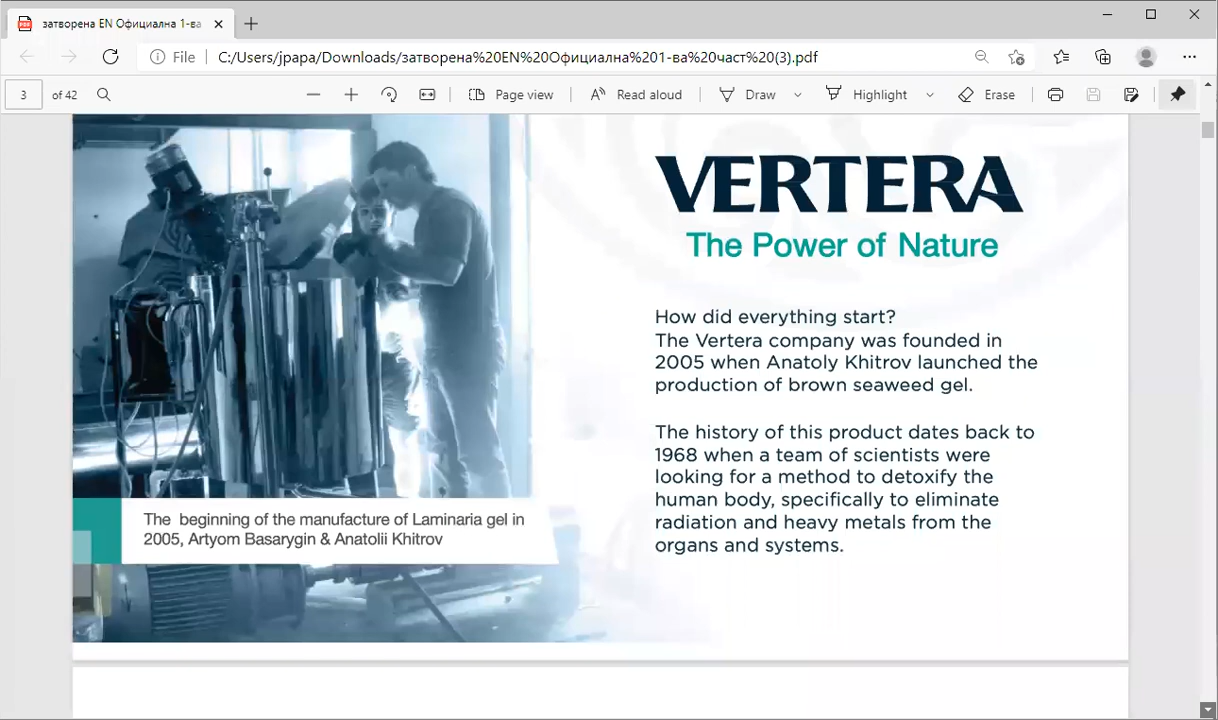 затворена EN Официална 1-ва
File
C:/Users/jpapa/Downloads/затворена%20EN%20Официална%201-ва%20част%20(3).pdf
3 of 42
Page view
Read aloud
Draw
Highlight
Erase
VERTERA
The Power of Nature
How did everything start?
The Vertera company was founded in
2005 when Anatoly Khitrov launched the
production of brown seaweed gel.
The history of this product dates back to
1968 when a team of scientists were
looking for a method to detoxify the
human body, specifically to eliminate
radiation and heavy metals from the
organs and systems.
The beginning of the manufacture of Laminaria gel in
2005, Artyom Basarygin & Anatolii Khitrov